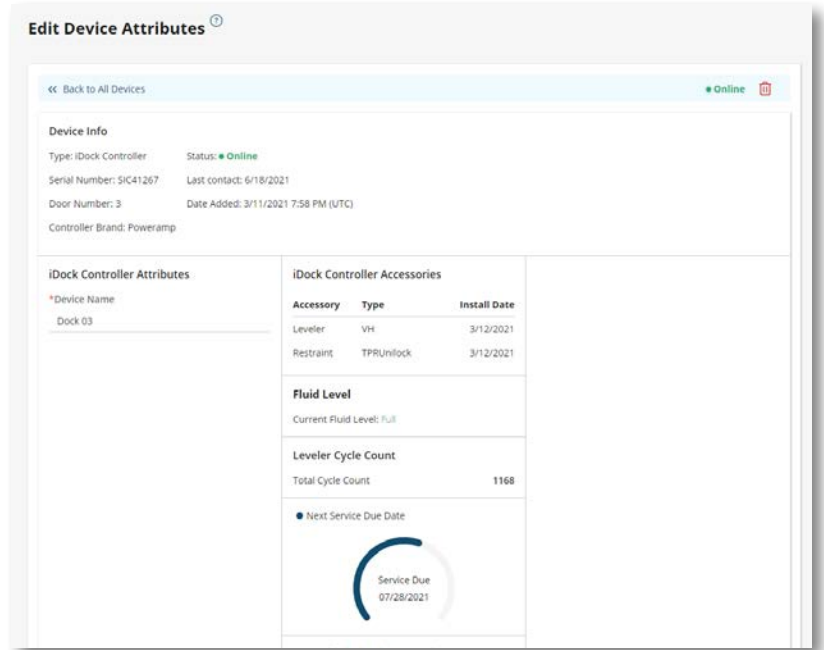 Edit Device Attributes ?
« Back to All Devices
● Online
Device Info
Type: iDock Controller Status: ● Online
Serial Number: SIC41267 Last contact: 6/18/2021
Door Number: 3 Date Added: 3/11/2021 7:58 PM (UTC)
Controller Brand: Poweramp
iDock Controller Attributes
*Device Name
Dock 03
iDock Controller Accessories
Accessory Type Install Date
Leveler VH 3/12/2021
Restraint TPRUnilock 3/12/2021
Fluid Level
Current Fluid Level: Full
Leveler Cycle Count
Total Cycle Count 1168
● Next Service Due Date
Service Due
07/28/2021